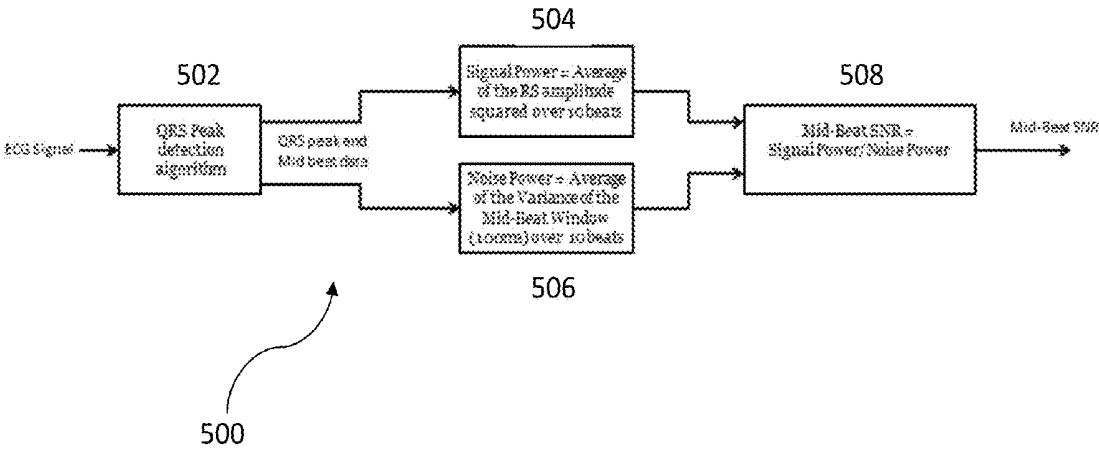 504
Signal Power = Average
of the RS amplitude
squared over 10 beats
502
508
QRS Peak
detection
algorithm
ECG Signal
QRS peak and
Mid beat data
Mid-Beat SNR =
Signal Power/Noise Power
Mid-Beat SNR
Noise Power = Average
of the Variance of the
Mid-Beat Window
(100ms) over 10 beats
506
500